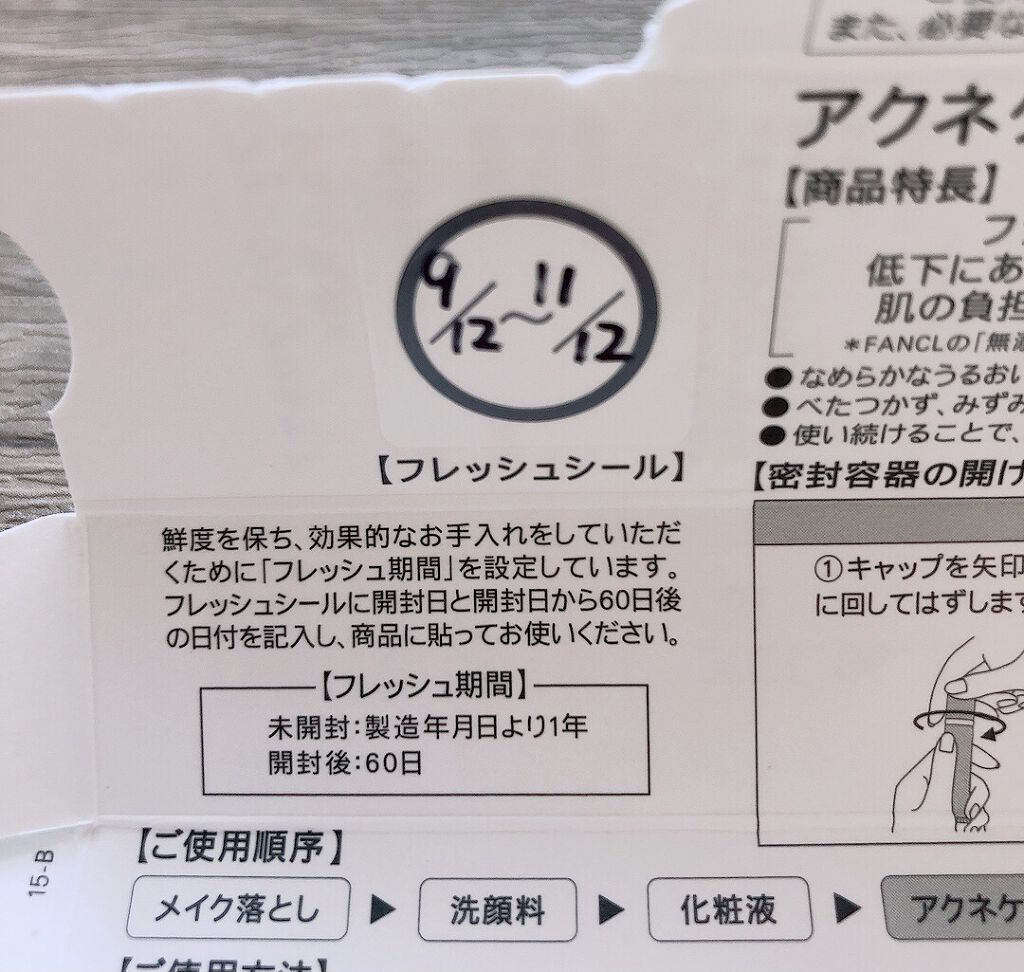 また、必要な
アクネケ
【商品特長】
フ
低下にあ
肌の負担
*FANCLの「無添
●なめらかなうるおい
●べたつかず、みずみ
●使い続けることで、
9/12～11/12
【フレッシュシール】
鮮度を保ち、効果的なお手入れをしていただ
くために「フレッシュ期間」を設定しています。
フレッシュシールに開封日と開封日から60日後
の日付を記入し、商品に貼ってお使いください。
【フレッシュ期間】
未開封：製造年月日より1年
開封後：60日
【密封容器の開け
①キャップを矢印
に回してはずします
【ご使用順序】
メイク落とし▶洗顔料▶化粧液▶アクネケ
15-B
【ご使用方法】